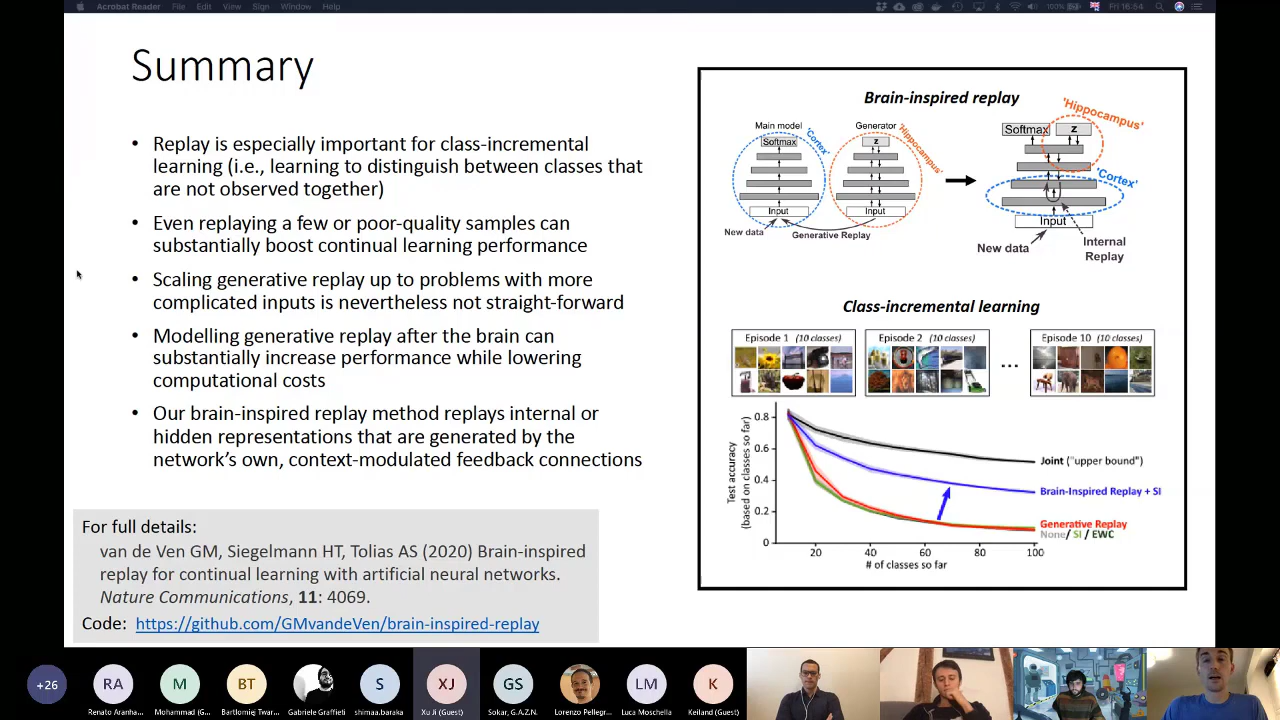 Acrobat Reader File Edit View Sign Window Help
100% Fri 16:54
Summary
• Replay is especially important for class-incremental
learning (i.e., learning to distinguish between classes that
are not observed together)
• Even replaying a few or poor-quality samples can
substantially boost continual learning performance
• Scaling generative replay up to problems with more
complicated inputs is nevertheless not straight-forward
• Modelling generative replay after the brain can
substantially increase performance while lowering
computational costs
• Our brain-inspired replay method replays internal or
hidden representations that are generated by the
network's own, context-modulated feedback connections
For full details:
van de Ven GM, Siegelmann HT, Tolias AS (2020) Brain-inspired
replay for continual learning with artificial neural networks.
Nature Communications, 11: 4069.
Code: https://github.com/GMvandeVen/brain-inspired-replay
Brain-inspired replay
Main model
Softmax
'Cortex'
Input
New data
Generator
z
'Hippocampus'
Input
Generative Replay
Softmax
z
'Hippocampus'
'Cortex'
Input
New data
Internal
Replay
Class-incremental learning
Episode 1 (10 classes)
Episode 2 (10 classes)
...
Episode 10 (10 classes)
Test accuracy
(based on classes so far)
0.8
0.6
0.4
0.2
0
20 40 60 80 100
# of classes so far
Joint ("upper bound")
Brain-Inspired Replay + SI
Generative Replay
None/ SI / EWC
+26
RA
Renato Aranha...
M
Mohammad (G...
BT
Bartłomiej Twar...
Gabriele Graffieti
S
shimaa.baraka
XJ
Xu Ji (Guest)
GS
Sokar, G.A.Z.N.
Lorenzo Pellegr...
LM
Luca Moschella
K
Keiland (Guest)